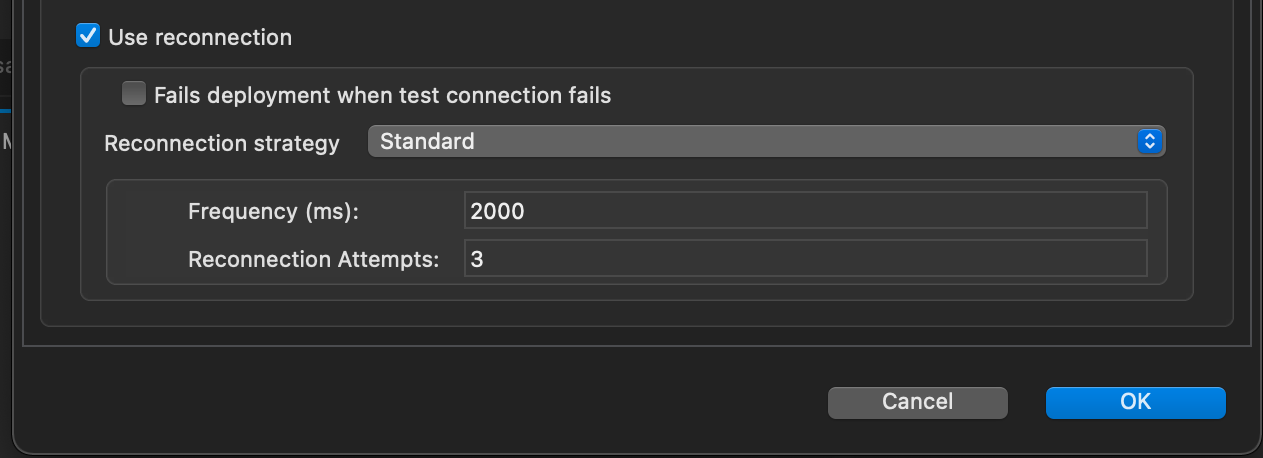 Use reconnection
Fails deployment when test connection fails
Reconnection strategy Standard
Frequency (ms): 2000
Reconnection Attempts: 3
Cancel OK